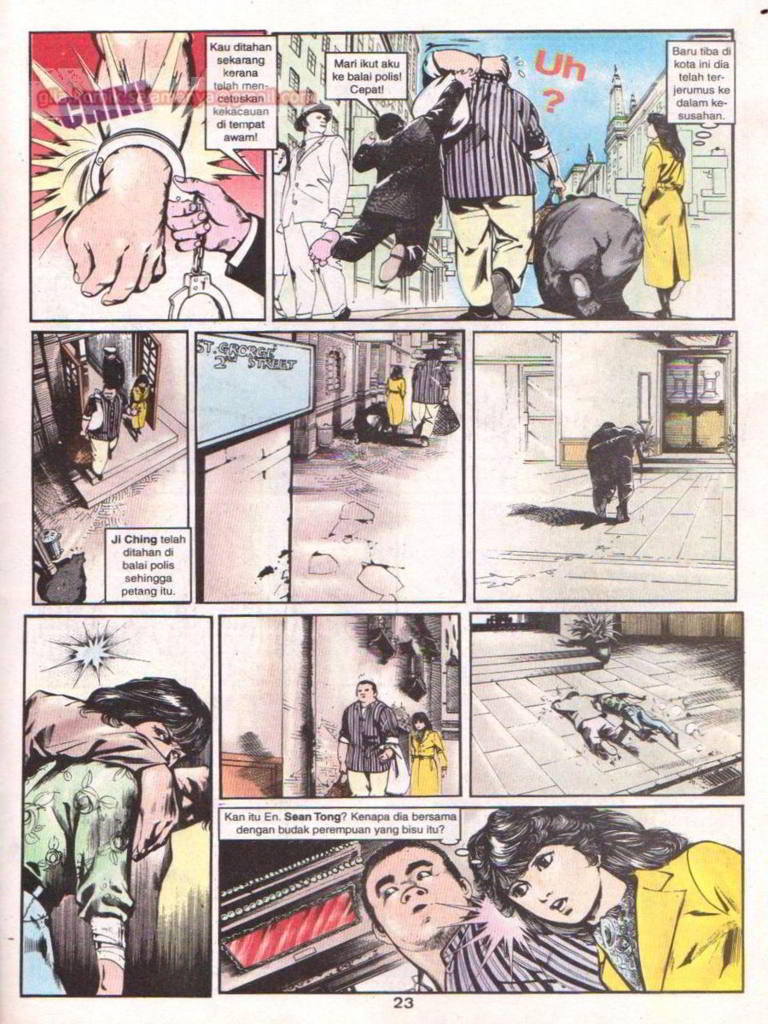 Kau ditahan
sekarang
kerana
telah men-
cetuskan
kekacauan
di tempat
awam!
CHIK!
Mari ikut aku
ke balai polis!
Cepat!
Uh
?
Baru tiba di
kota ini dia
telah ter-
jerumus ke
dalam ke-
susahan.
Ji Ching telah
ditahan di
balai polis
sehingga
petang itu.
ST. GEORGE
2ND STREET
Kan itu En. Sean Tong? Kenapa dia bersama
dengan budak perempuan yang bisu itu?
23